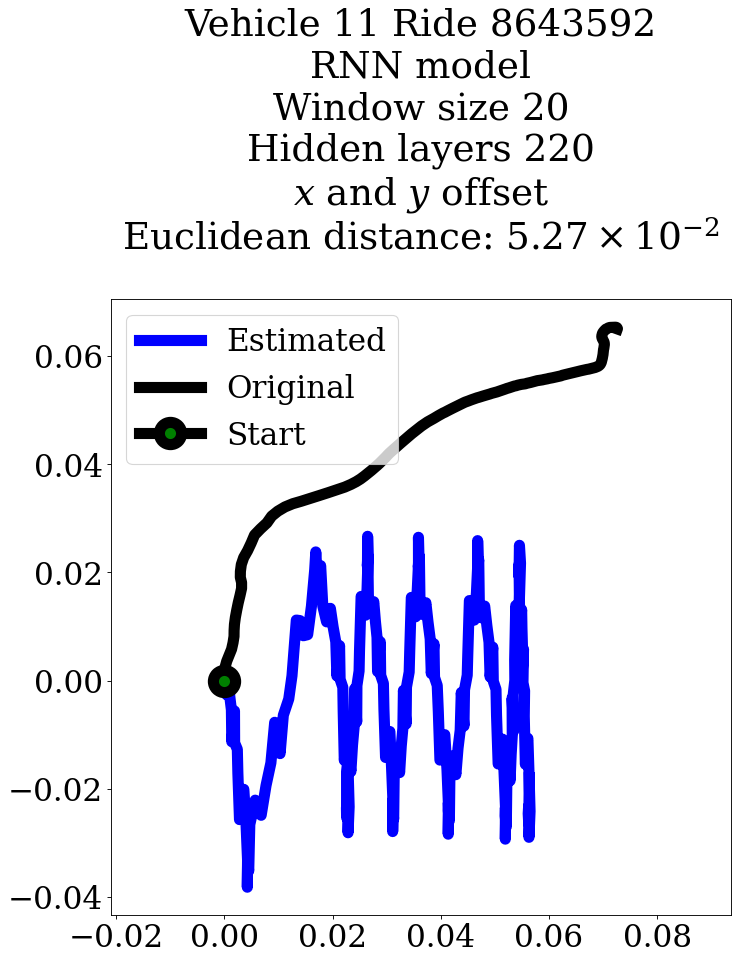 Vehicle 11 Ride 8643592
RNN model
Window size 20
Hidden layers 220
x and y offset
Euclidean distance: 5.27 × 10⁻²
Estimated
Original
Start
0.06
0.04
0.02
0.00
−0.02
−0.04
−0.02 0.00 0.02 0.04 0.06 0.08